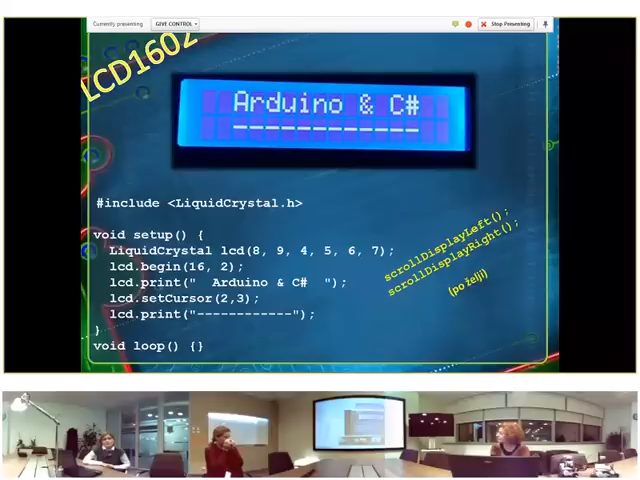 Currently presenting
GIVE CONTROL
Stop Presenting
LCD1602
Arduino & C#
------------
#include <LiquidCrystal.h>
void setup() {
LiquidCrystal lcd(8, 9, 4, 5, 6, 7);
lcd.begin(16, 2);
lcd.print("  Arduino & C#  ");
lcd.setCursor(2,3);
lcd.print("------------");
}
void loop() {}
scrollDisplayLeft();
scrollDisplayRight();
(po želji)